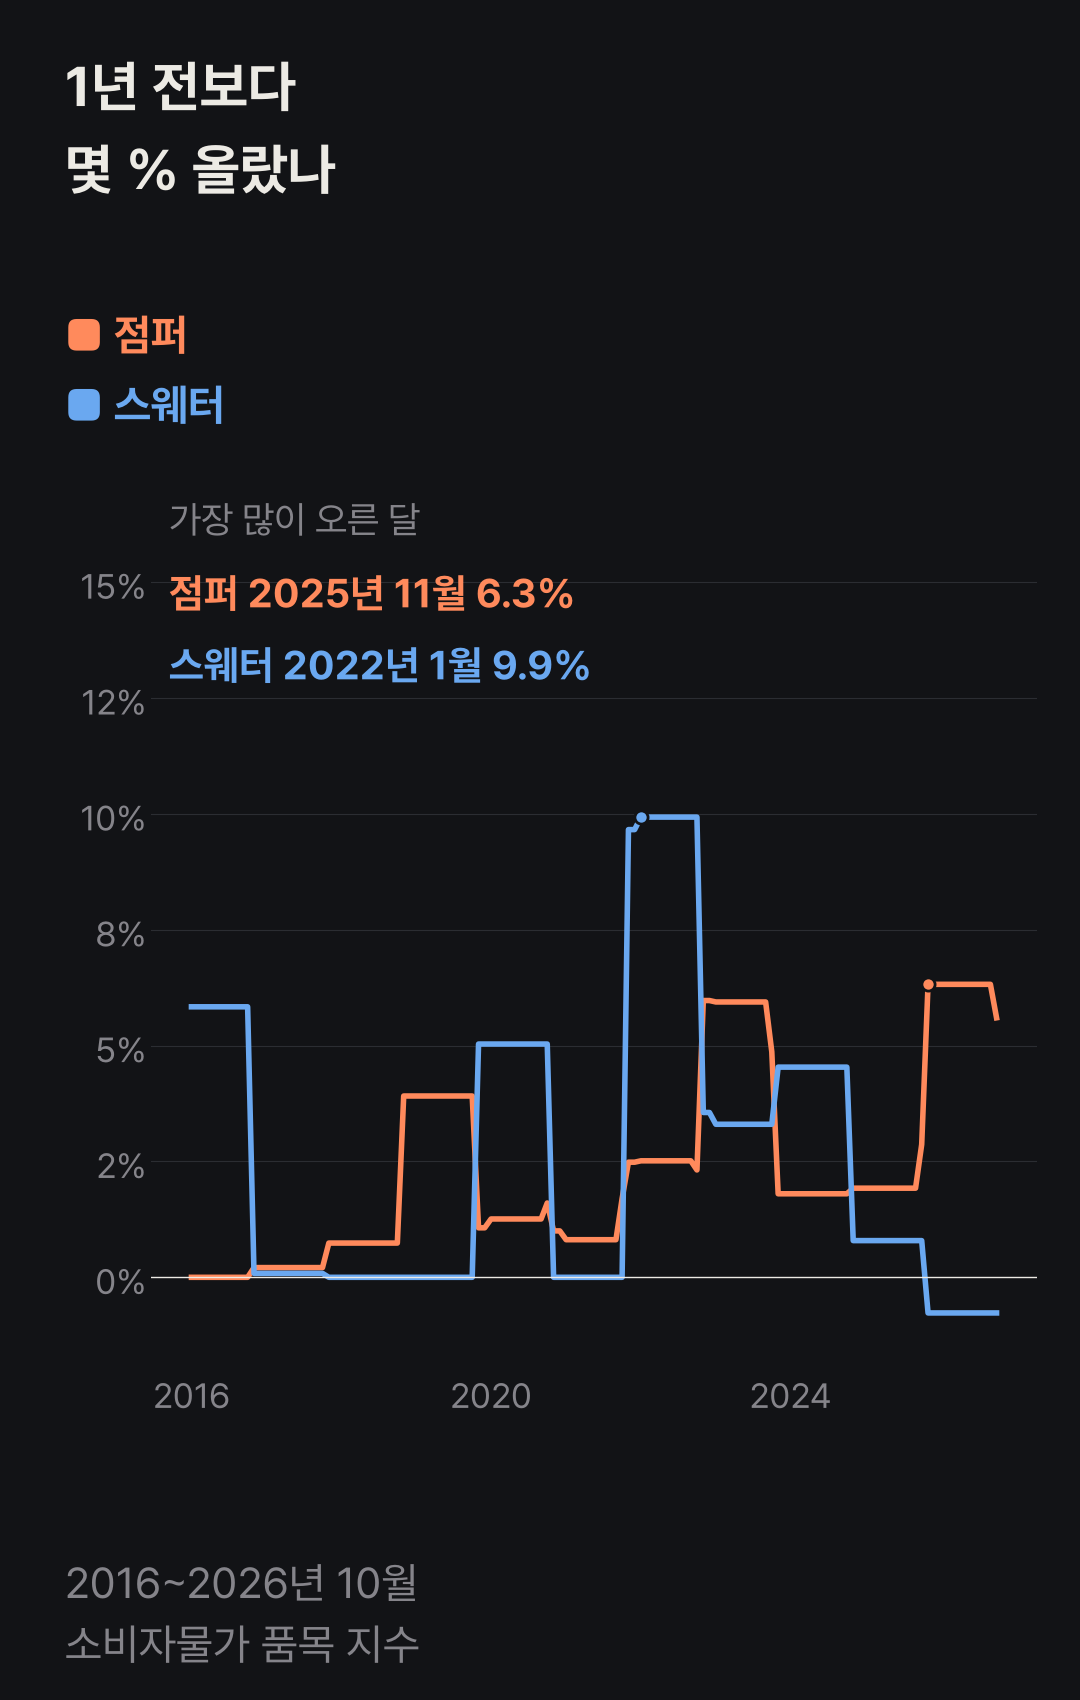 1년 전보다
몇 % 올랐나
점퍼
스웨터
가장 많이 오른 달
15%
점퍼 2025년 11월 6.3%
스웨터 2022년 1월 9.9%
12%
10%
8%
5%
2%
0%
2016 2020 2024
2016~2026년 10월
소비자물가 품목 지수